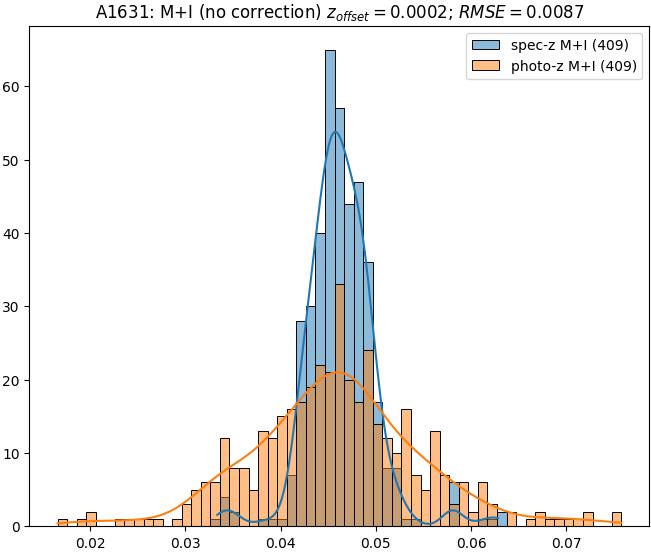 A1631: M+I (no correction) z_offset = 0.0002; RMSE = 0.0087
spec-z M+I (409)
photo-z M+I (409)
60
50
40
30
20
10
0
0.02 0.03 0.04 0.05 0.06 0.07